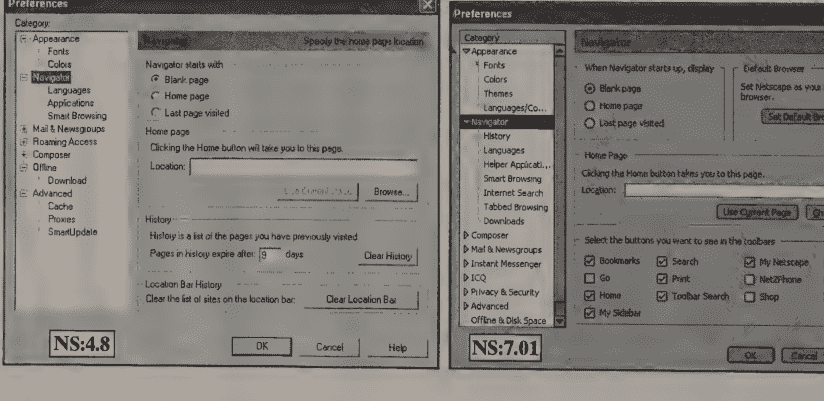 Preferences
Category:
Appearance
Fonts
Colors
Navigator
Languages
Applications
Smart Browsing
Mail & Newsgroups
Roaming Access
Composer
Offline
Download
Advanced
Cache
Proxies
SmartUpdate
Navigator
Specify the home page location
Navigator starts with
Blank page
Home page
Last page visited
Home page
Clicking the Home button will take you to this page.
Location:
Use Current Page
Browse...
History
History is a list of the pages you have previously visited.
Pages in history expire after: 9 days
Clear History
Location Bar History
Clear the list of sites on the location bar:
Clear Location Bar
NS:4.8
OK
Cancel
Help
Preferences
Category
Appearance
Fonts
Colors
Themes
Languages/Co...
Navigator
History
Languages
Helper Applicati...
Smart Browsing
Internet Search
Tabbed Browsing
Downloads
Composer
Mail & Newsgroups
Instant Messenger
ICQ
Privacy & Security
Advanced
Offline & Disk Space
Navigator
When Navigator starts up, display
Blank page
Home page
Last page visited
Default Browser
Set Netscape as your
browser.
Set Default Bro
Home Page
Clicking the Home button takes you to this page.
Location:
Use Current Page
Ch
Select the buttons you want to see in the toolbars
Bookmarks
Search
My Netscape
Go
Print
Net2Phone
Home
Toolbar Search
Shop
My Sidebar
NS:7.01
OK
Cancel